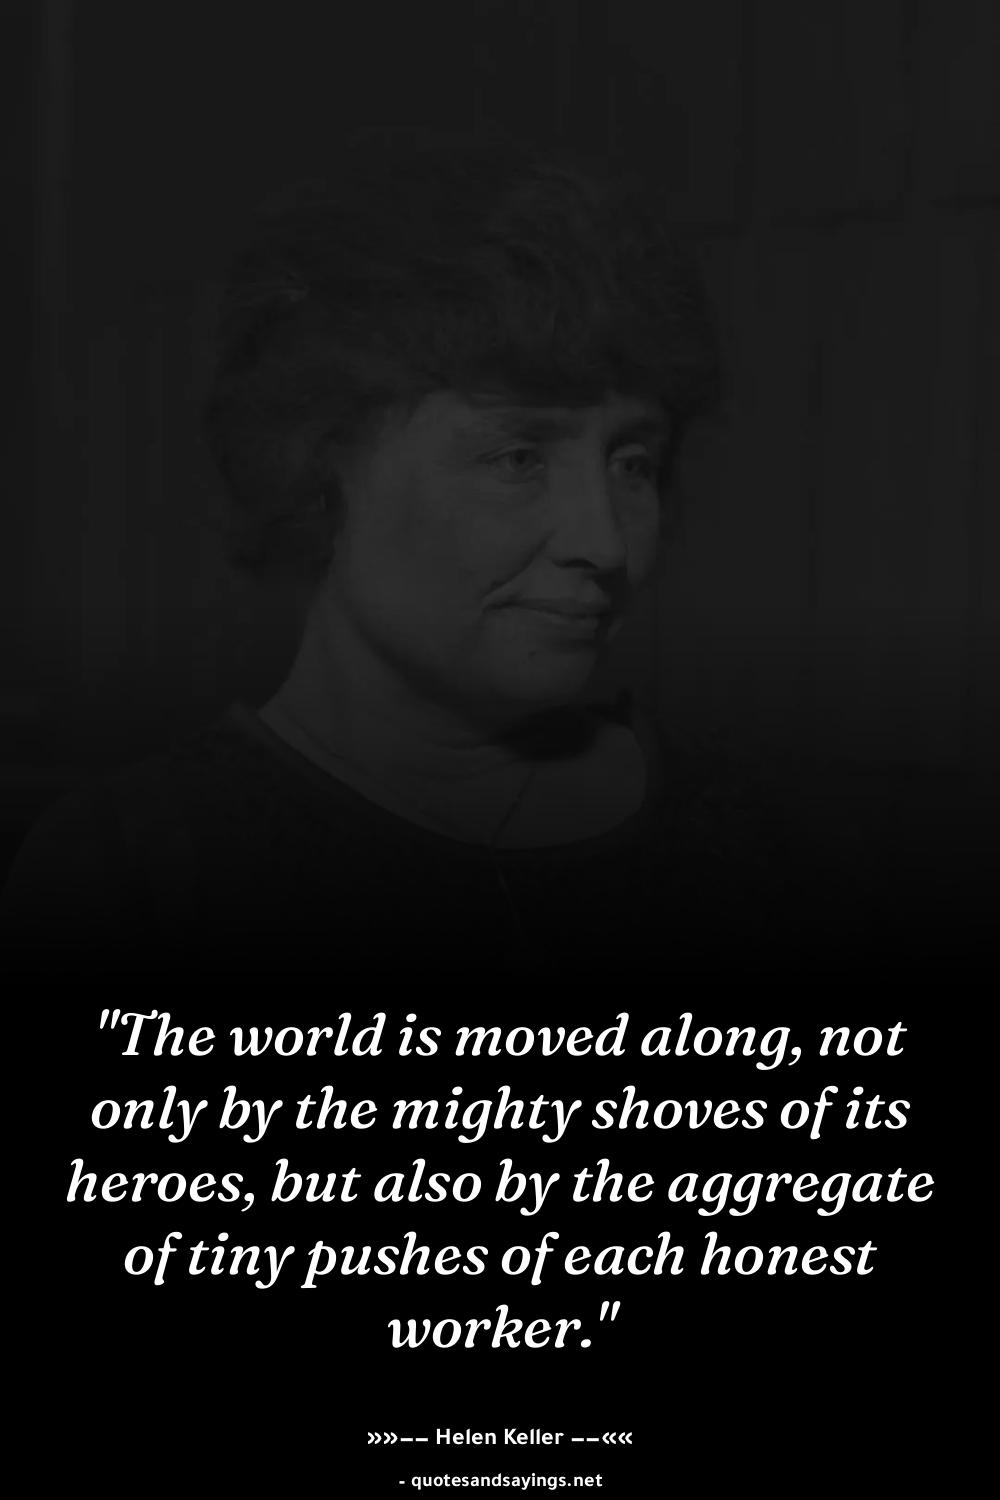 "The world is moved along, not
only by the mighty shoves of its
heroes, but also by the aggregate
of tiny pushes of each honest
worker."
»»–– Helen Keller ––««
- quotesandsayings.net